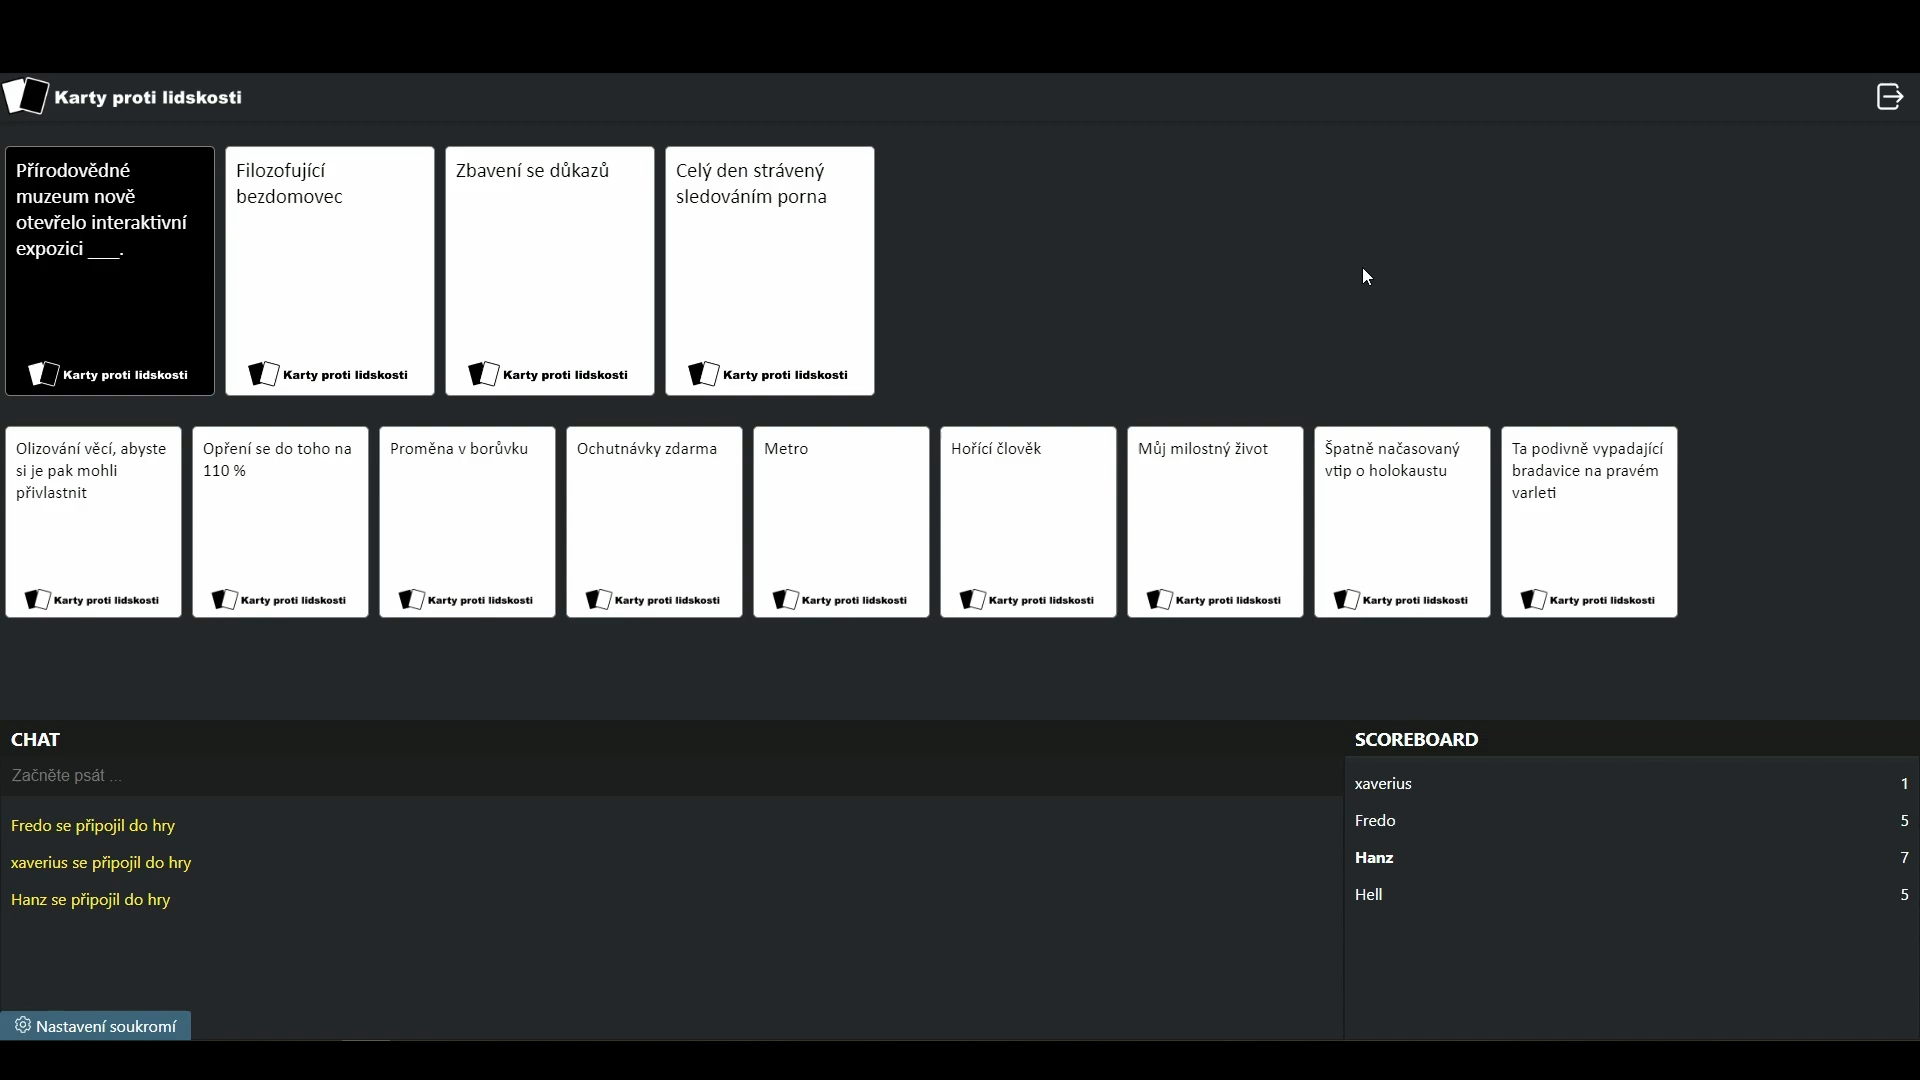 Karty proti lidskosti
Přírodovědné
muzeum nově
otevřelo interaktivní
expozici ___.
Karty proti lidskosti
Filozofující
bezdomovec
Karty proti lidskosti
Zbavení se důkazů
Karty proti lidskosti
Celý den strávený
sledováním porna
Karty proti lidskosti
Olizování věcí, abyste
si je pak mohli
přivlastnit
Karty proti lidskosti
Opření se do toho na
110 %
Karty proti lidskosti
Proměna v borůvku
Karty proti lidskosti
Ochutnávky zdarma
Karty proti lidskosti
Metro
Karty proti lidskosti
Hořící člověk
Karty proti lidskosti
Můj milostný život
Karty proti lidskosti
Špatně načasovaný
vtip o holokaustu
Karty proti lidskosti
Ta podivně vypadající
bradavice na pravém
varleti
Karty proti lidskosti
CHAT
Začněte psát ...
Fredo se připojil do hry
xaverius se připojil do hry
Hanz se připojil do hry
Nastavení soukromí
SCOREBOARD
xaverius 1
Fredo 5
Hanz 7
Hell 5